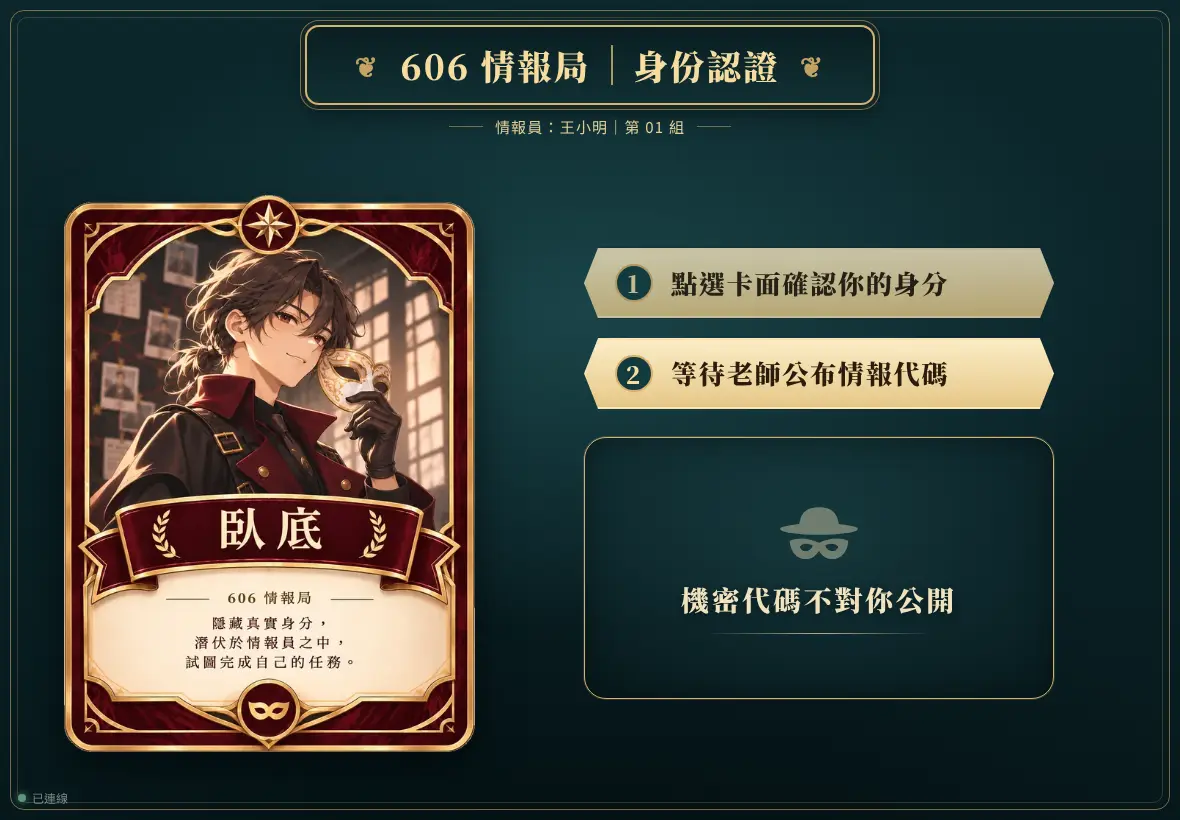 606 情報局｜身份認證
情報員：王小明｜第 01 組
臥底
606 情報局
隱藏真實身分，
潛伏於情報員之中，
試圖完成自己的任務。
1 點選卡面確認你的身分
2 等待老師公布情報代碼
機密代碼不對你公開
已連線